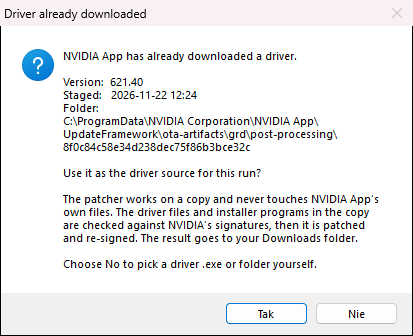 Driver already downloaded
NVIDIA App has already downloaded a driver.
Version: 621.40
Staged: 2026-11-22 12:24
Folder:
C:\ProgramData\NVIDIA Corporation\NVIDIA App\
UpdateFramework\ota-artifacts\grd\post-processing\
8f0c84c58e34d238dec75f86b3bce32c
Use it as the driver source for this run?
The patcher works on a copy and never touches NVIDIA App's
own files. The driver files and installer programs in the copy
are checked against NVIDIA's signatures, then it is patched
and re-signed. The result goes to your Downloads folder.
Choose No to pick a driver .exe or folder yourself.
Tak
Nie